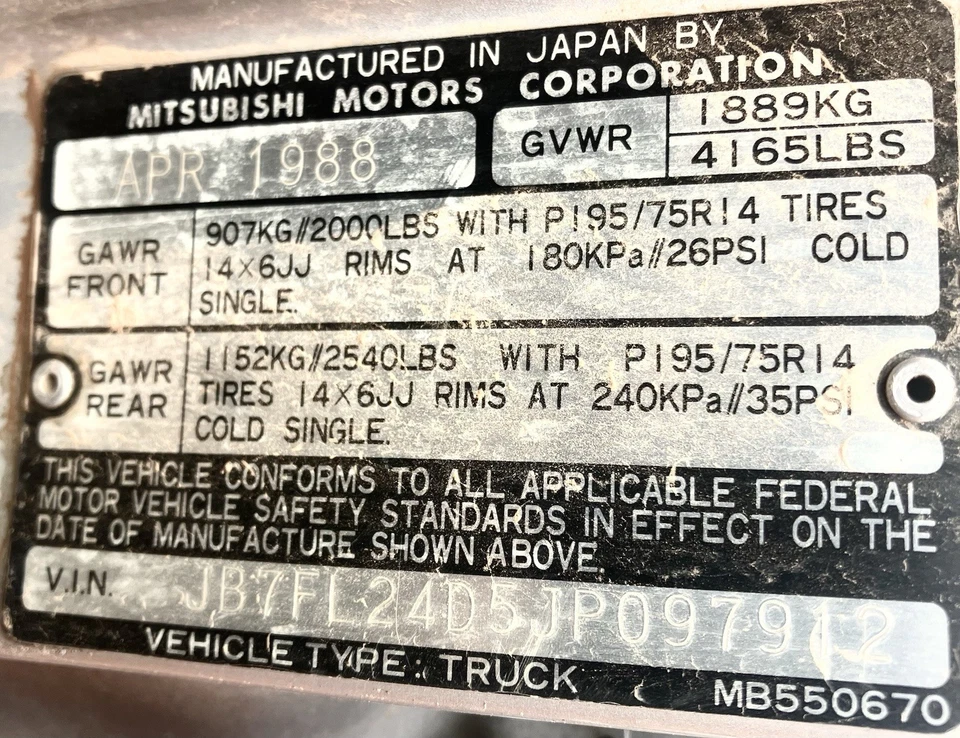 MANUFACTURED IN JAPAN BY
MITSUBISHI MOTORS CORPORATION
APR 1988
GVWR
1889KG
4165LBS
GAWR
FRONT
907KG//2000LBS WITH P195/75R14 TIRES
14×6JJ RIMS AT 180KPa//26PSI COLD
SINGLE.
GAWR
REAR
1152KG//2540LBS WITH P195/75R14
TIRES 14×6JJ RIMS AT 240KPa//35PSI
COLD SINGLE.
THIS VEHICLE CONFORMS TO ALL APPLICABLE FEDERAL
MOTOR VEHICLE SAFETY STANDARDS IN EFFECT ON THE
DATE OF MANUFACTURE SHOWN ABOVE.
V.I.N. JB7FL24D5JP097912
VEHICLE TYPE: TRUCK
MB550670